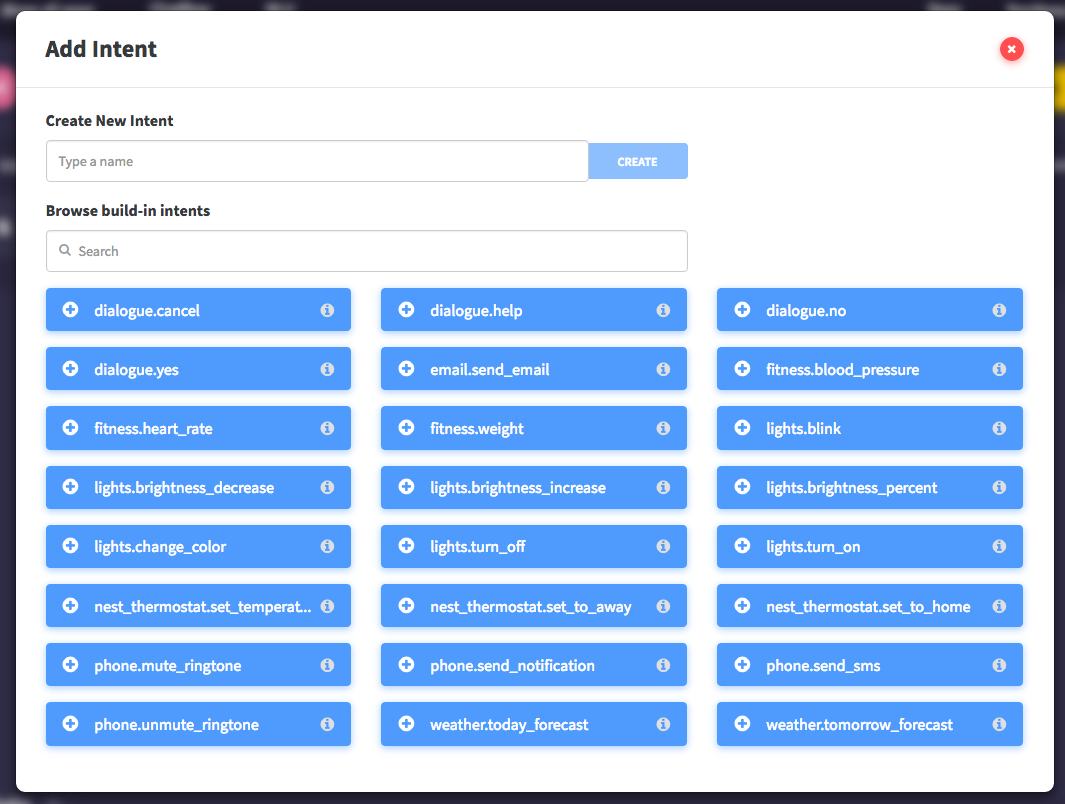 Add Intent
Create New Intent
Type a name
CREATE
Browse build-in intents
Search
dialogue.cancel
dialogue.help
dialogue.no
dialogue.yes
email.send_email
fitness.blood_pressure
fitness.heart_rate
fitness.weight
lights.blink
lights.brightness_decrease
lights.brightness_increase
lights.brightness_percent
lights.change_color
lights.turn_off
lights.turn_on
nest_thermostat.set_temperat...
nest_thermostat.set_to_away
nest_thermostat.set_to_home
phone.mute_ringtone
phone.send_notification
phone.send_sms
phone.unmute_ringtone
weather.today_forecast
weather.tomorrow_forecast